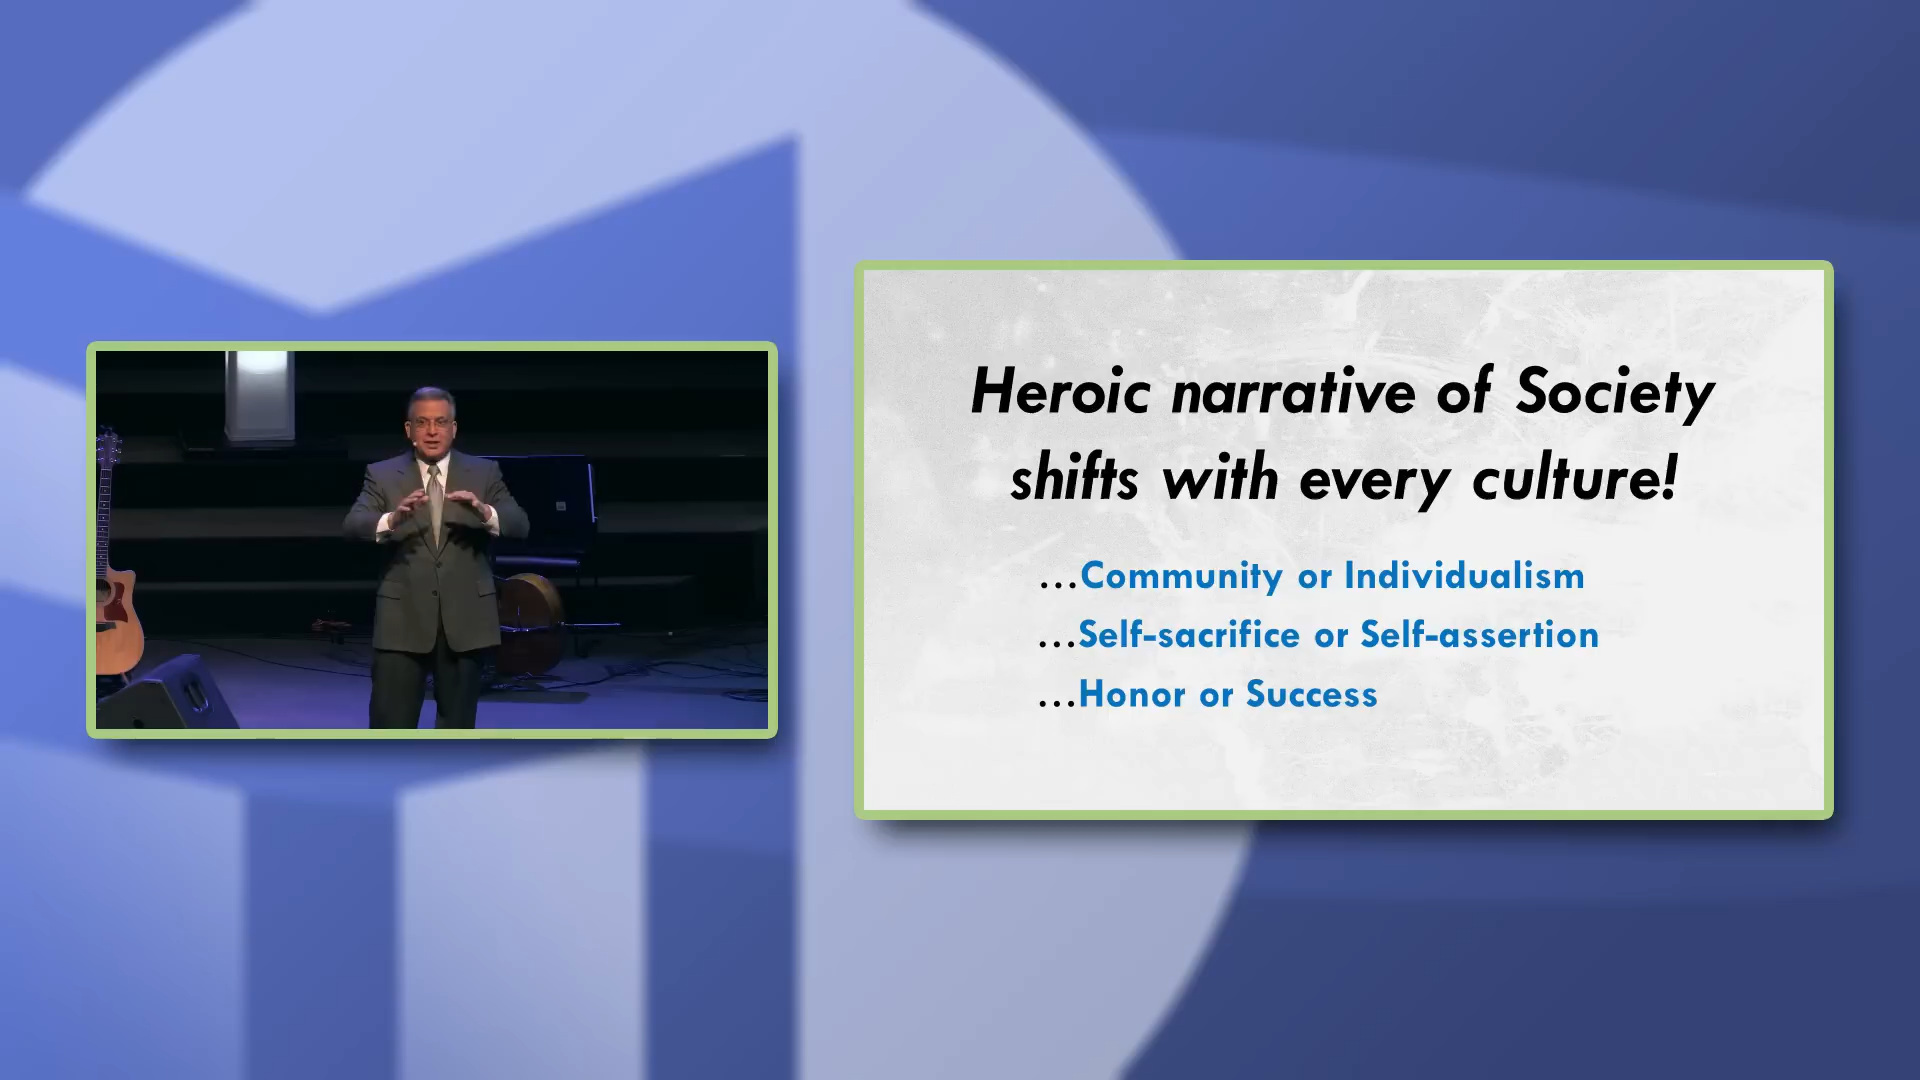 Heroic narrative of Society
shifts with every culture!
...Community or Individualism
...Self-sacrifice or Self-assertion
...Honor or Success